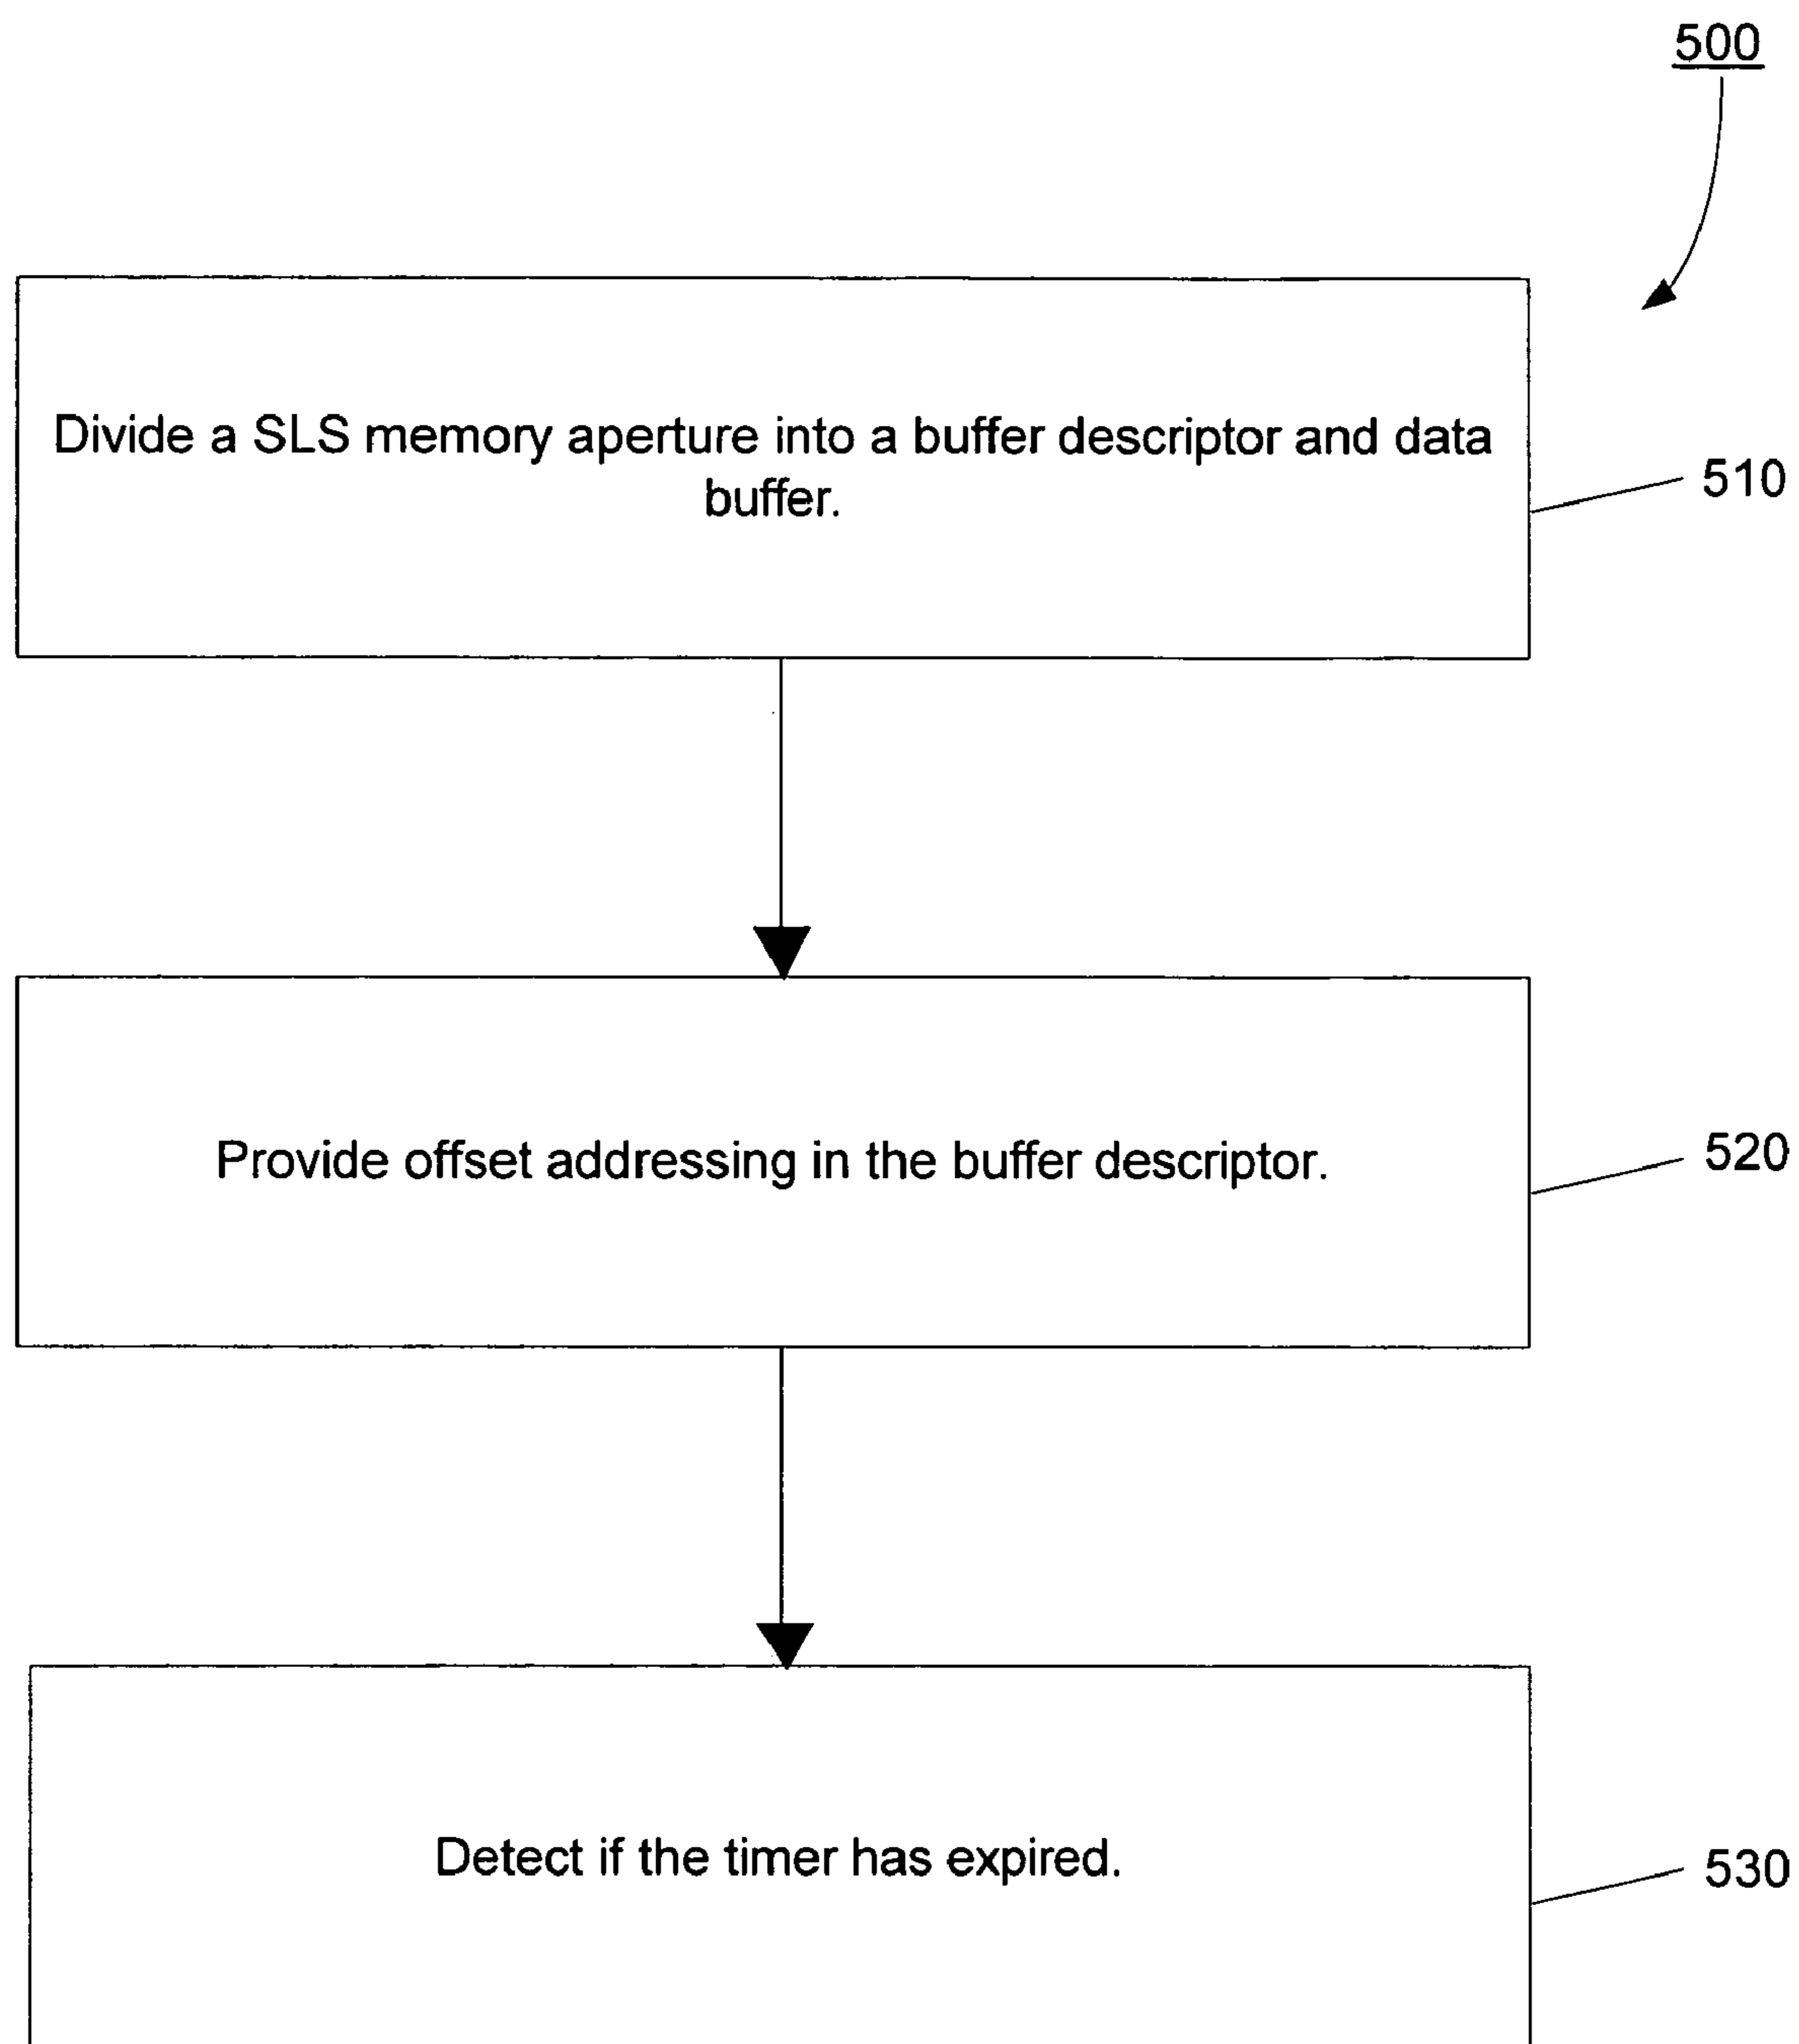 500
Divide a SLS memory aperture into a buffer descriptor and data
buffer.
510
Provide offset addressing in the buffer descriptor.
520
Detect if the timer has expired.
530